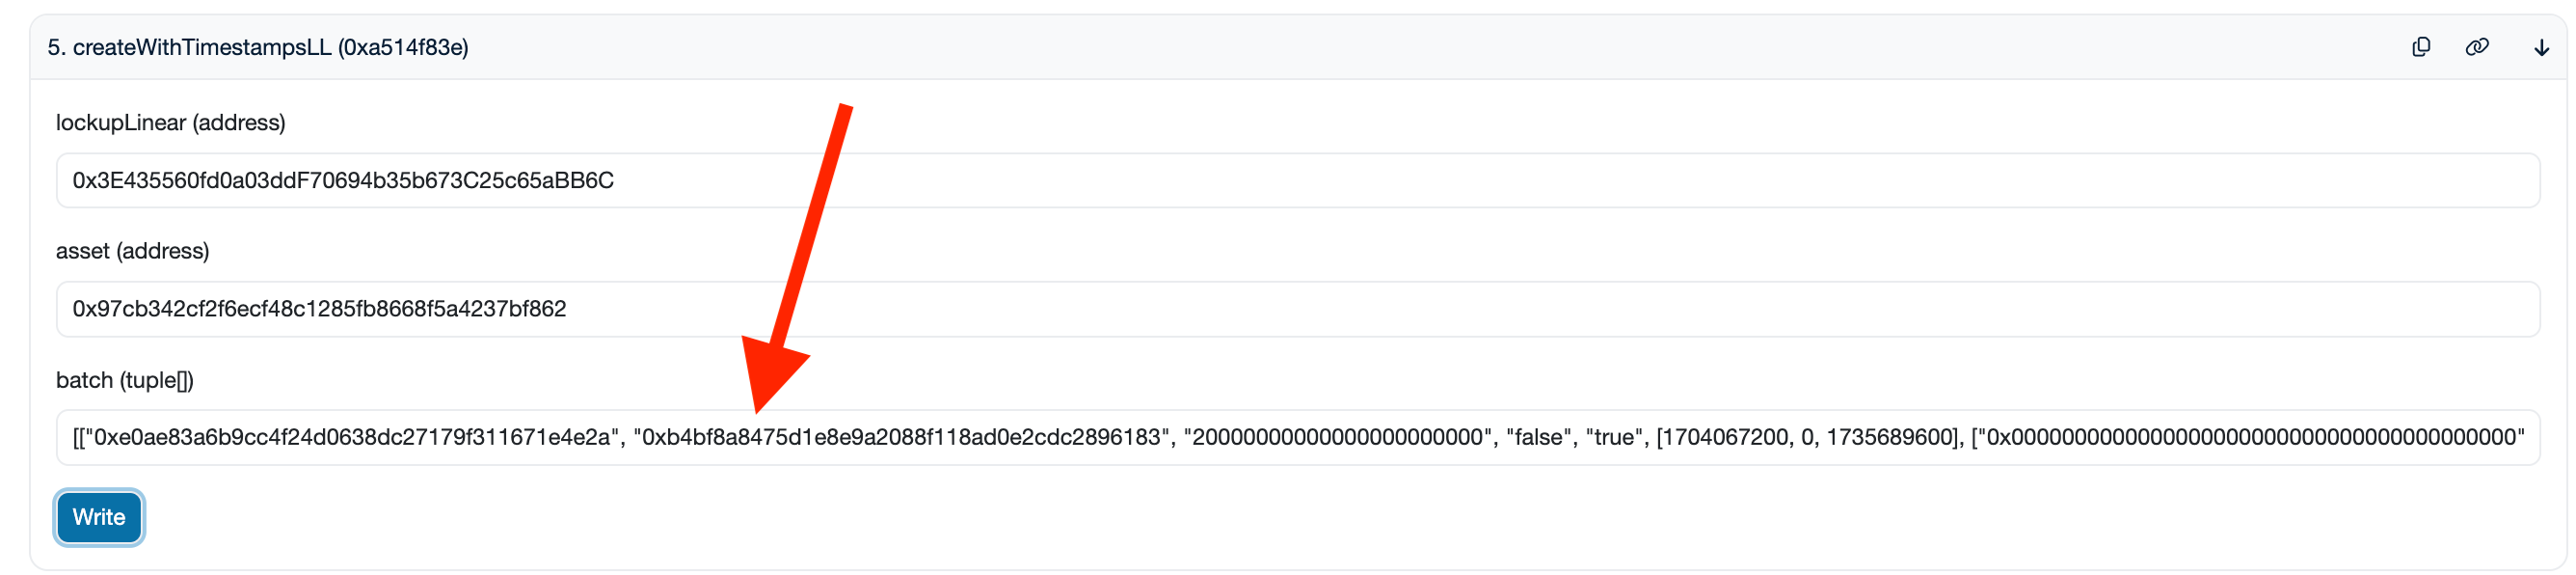 5. createWithTimestampsLL (0xa514f83e)
lockupLinear (address)
0x3E435560fd0a03ddF70694b35b673C25c65aBB6C
asset (address)
0x97cb342cf2f6ecf48c1285fb8668f5a4237bf862
batch (tuple[])
[["0xe0ae83a6b9cc4f24d0638dc27179f311671e4e2a", "0xb4bf8a8475d1e8e9a2088f118ad0e2cdc2896183", "20000000000000000000000", "false", "true", [1704067200, 0, 1735689600], ["0x0000000000000000000000000000000000000000"
Write